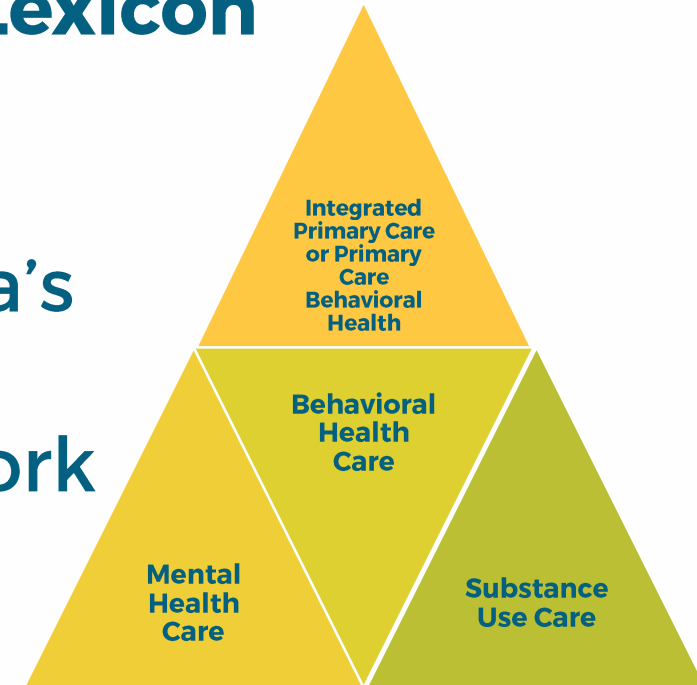 Lexicon
Integrated
Primary Care
or Primary
Care
Behavioral
Health
a's
Behavioral
Health
Care
ork
Mental
Health
Care
Substance
Use Care